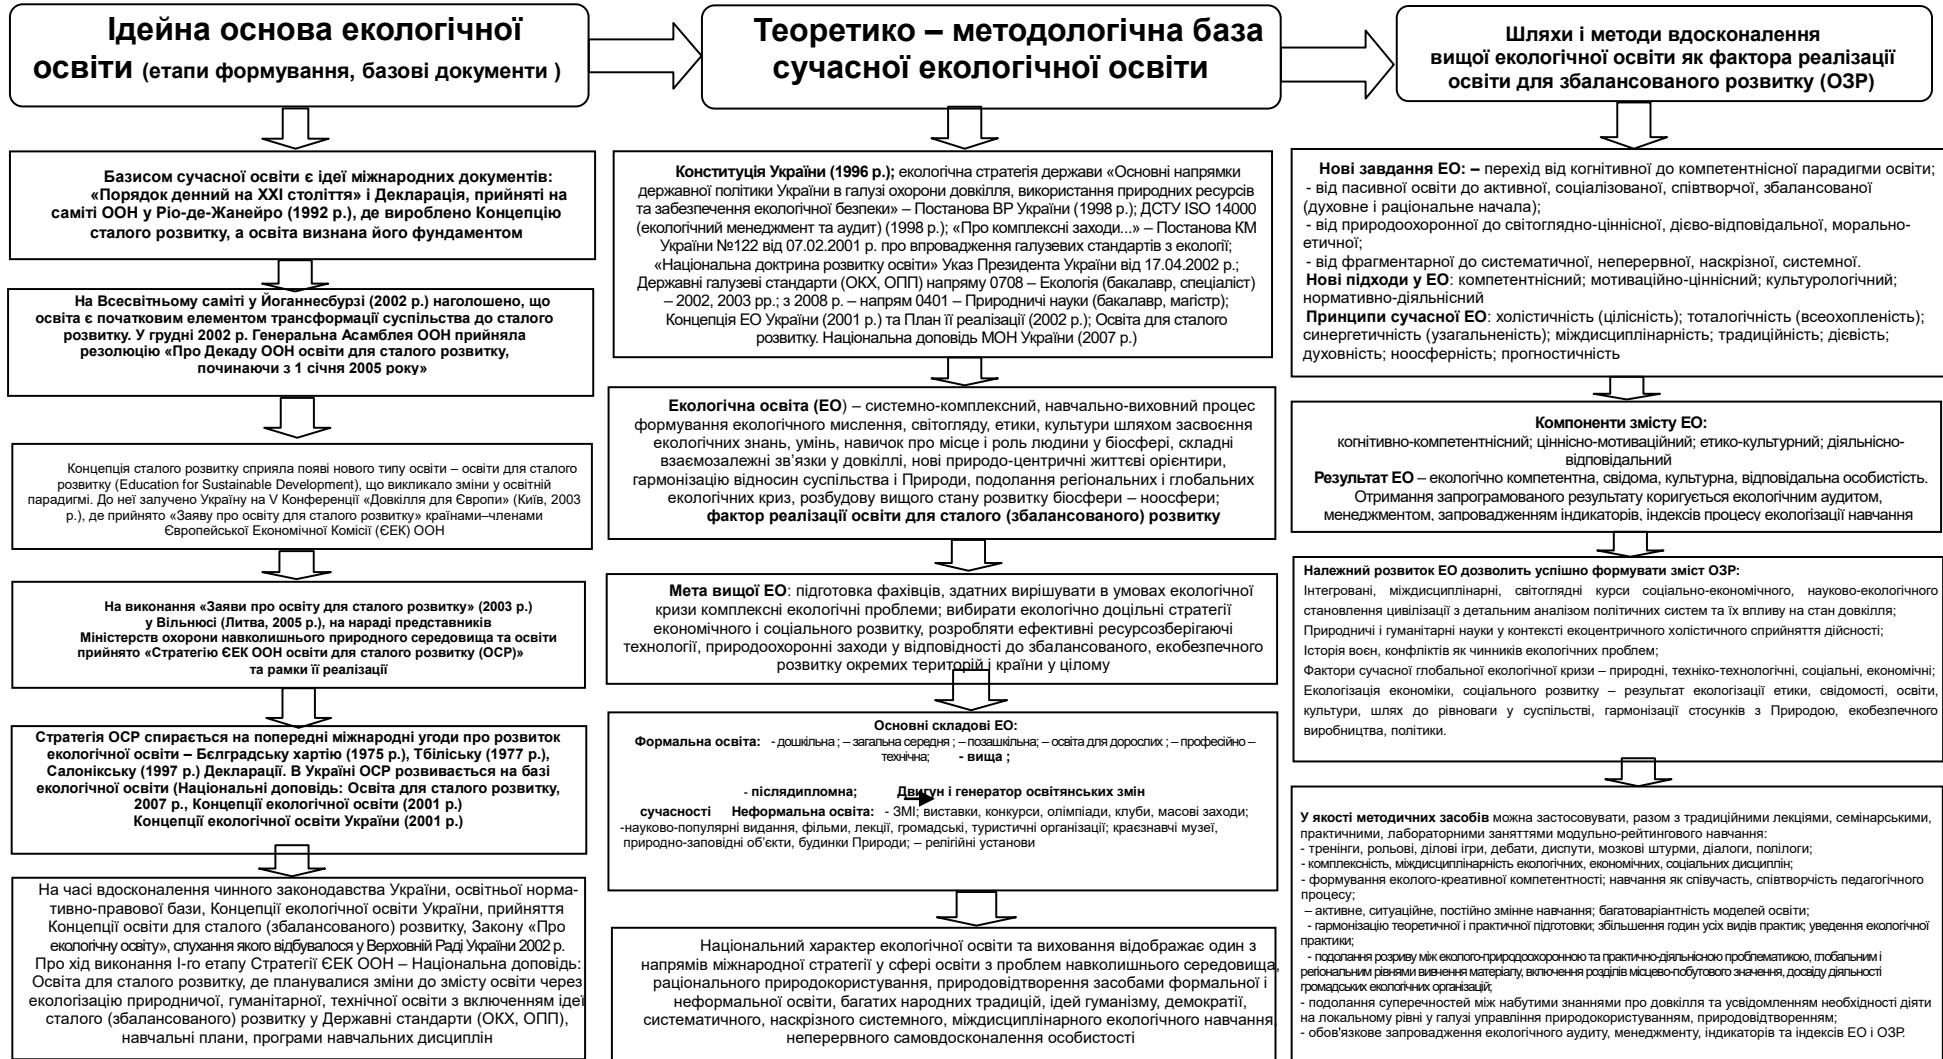 Ідейна основа екологічної
освіти (етапи формування, базові документи )
Базисом сучасної освіти є ідеї міжнародних документів:
«Порядок денний на XXI століття» і Декларація, прийняті на
саміті ООН у Ріо-де-Жанейро (1992 р.), де вироблено Концепцію
сталого розвитку, а освіта визнана його фундаментом
На Всесвітньому саміті у Йоганнесбурзі (2002 р.) наголошено, що
освіта є початковим елементом трансформації суспільства до сталого
розвитку. У грудні 2002 р. Генеральна Асамблея ООН прийняла
резолюцію «Про Декаду ООН освіти для сталого розвитку,
починаючи з 1 січня 2005 року»
Концепція сталого розвитку сприяла появі нового типу освіти – освіти для сталого
розвитку (Education for Sustainable Development), що викликало зміни у освітній
парадигмі. До неї залучено Україну на V Конференції «Довкілля для Європи» (Київ, 2003
р.), де прийнято «Заяву про освіту для сталого розвитку» країнами–членами
Європейської Економічної Комісії (ЄЕК) ООН
На виконання «Заяви про освіту для сталого розвитку» (2003 р.)
у Вільнюсі (Литва, 2005 р.), на нараді представників
Міністерств охорони навколишнього природного середовища та освіти
прийнято «Стратегію ЄЕК ООН освіти для сталого розвитку (ОСР)»
та рамки її реалізації
Стратегія ОСР спирається на попередні міжнародні угоди про розвиток
екологічної освіти – Бєлградську хартію (1975 р.), Тбіліську (1977 р.),
Салонікську (1997 р.) Декларації. В Україні ОСР розвивається на базі
екологічної освіти (Національні доповідь: Освіта для сталого розвитку,
2007 р., Концепції екологічної освіти (2001 р.)
Концепції екологічної освіти України (2001 р.)
На часі вдосконалення чинного законодавства України, освітньої норма-
тивно-правової бази, Концепції екологічної освіти України, прийняття
Концепції освіти для сталого (збалансованого) розвитку, Закону «Про
екологічну освіту», слухання якого відбувалося у Верховній Раді України 2002 р.
Про хід виконання І-го етапу Стратегії ЄЕК ООН – Національна доповідь:
Освіта для сталого розвитку, де планувалися зміни до змісту освіти через
екологізацію природничої, гуманітарної, технічної освіти з включенням ідеї
сталого (збалансованого) розвитку у Державні стандарти (ОКХ, ОПП),
навчальні плани, програми навчальних дисциплін
Теоретико – методологічна база
сучасної екологічної освіти
Конституція України (1996 р.); екологічна стратегія держави «Основні напрямки
державної політики України в галузі охорони довкілля, використання природних ресурсів
та забезпечення екологічної безпеки» – Постанова ВР України (1998 р.); ДСТУ ISO 14000
(екологічний менеджмент та аудит) (1998 р.); «Про комплексні заходи...» – Постанова КМ
України №122 від 07.02.2001 р. про впровадження галузевих стандартів з екології;
«Національна доктрина розвитку освіти» Указ Президента України від 17.04.2002 р.;
Державні галузеві стандарти (ОКХ, ОПП) напряму 0708 – Екологія (бакалавр, спеціаліст)
– 2002, 2003 рр.; з 2008 р. – напрям 0401 – Природничі науки (бакалавр, магістр);
Концепція ЕО України (2001 р.) та План її реалізації (2002 р.); Освіта для сталого
розвитку. Національна доповідь МОН України (2007 р.)
Екологічна освіта (ЕО) – системно-комплексний, навчально-виховний процес
формування екологічного мислення, світогляду, етики, культури шляхом засвоєння
екологічних знань, умінь, навичок про місце і роль людини у біосфері, складні
взаємозалежні зв’язки у довкіллі, нові природо-центричні життєві орієнтири,
гармонізацію відносин суспільства і Природи, подолання регіональних і глобальних
екологічних криз, розбудову вищого стану розвитку біосфери – ноосфери;
фактор реалізації освіти для сталого (збалансованого) розвитку
Мета вищої ЕО: підготовка фахівців, здатних вирішувати в умовах екологічної
кризи комплексні екологічні проблеми; вибирати екологічно доцільні стратегії
економічного і соціального розвитку, розробляти ефективні ресурсозберігаючі
технології, природоохоронні заходи у відповідності до збалансованого, екобезпечного
розвитку окремих територій і країни у цілому
Основні складові ЕО:
Формальна освіта: - дошкільна ; – загальна середня ; – позашкільна; – освіта для дорослих ; – професійно –
технічна; - вища ;
- післядипломна; Двигун і генератор освітянських змін
сучасності Неформальна освіта: - ЗМІ; виставки, конкурси, олімпіади, клуби, масові заходи;
-науково-популярні видання, фільми, лекції, громадські, туристичні організації; краєзнавчі музеї,
природно-заповідні об’єкти, будинки Природи; – релігійні установи
Національний характер екологічної освіти та виховання відображає один з
напрямів міжнародної стратегії у сфері освіти з проблем навколишнього середовища,
раціонального природокористування, природовідтворення засобами формальної і
неформальної освіти, багатих народних традицій, ідей гуманізму, демократії,
систематичного, наскрізного системного, міждисциплінарного екологічного навчання,
неперервного самовдосконалення особистості
Шляхи і методи вдосконалення
вищої екологічної освіти як фактора реалізації
освіти для збалансованого розвитку (ОЗР)
Нові завдання ЕО: – перехід від когнітивної до компетентнісної парадигми освіти;
- від пасивної освіти до активної, соціалізованої, співтворчої, збалансованої
(духовне і раціональне начала);
- від природоохоронної до світоглядно-ціннісної, дієво-відповідальної, морально-
етичної;
- від фрагментарної до систематичної, неперервної, наскрізної, системної.
Нові підходи у ЕО: компетентнісний; мотиваційно-ціннісний; культурологічний;
нормативно-діяльнісний
Принципи сучасної ЕО: холістичність (цілісність); тоталогічність (всеохопленість);
синергетичність (узагальненість); міждисциплінарність; традиційність; дієвість;
духовність; ноосферність; прогностичність
Компоненти змісту ЕО:
когнітивно-компетентнісний; ціннісно-мотиваційний; етико-культурний; діяльнісно-
відповідальний
Результат ЕО – екологічно компетентна, свідома, культурна, відповідальна особистість.
Отримання запрограмованого результату коригується екологічним аудитом,
менеджментом, запровадженням індикаторів, індексів процесу екологізації навчання
Належний розвиток ЕО дозволить успішно формувати зміст ОЗР:
Інтегровані, міждисциплінарні, світоглядні курси соціально-економічного, науково-екологічного
становлення цивілізації з детальним аналізом політичних систем та їх впливу на стан довкілля;
Природничі і гуманітарні науки у контексті екоцентричного холістичного сприйняття дійсності;
Історія воєн, конфліктів як чинників екологічних проблем;
Фактори сучасної глобальної екологічної кризи – природні, техніко-технологічні, соціальні, економічні;
Екологізація економіки, соціального розвитку – результат екологізації етики, свідомості, освіти,
культури, шлях до рівноваги у суспільстві, гармонізації стосунків з Природою, екобезпечного
виробництва, політики.
У якості методичних засобів можна застосовувати, разом з традиційними лекціями, семінарськими,
практичними, лабораторними заняттями модульно-рейтингового навчання:
- тренінги, рольові, ділові ігри, дебати, диспути, мозкові штурми, діалоги, полілоги;
- комплексність, міждисциплінарність екологічних, економічних, соціальних дисциплін;
- формування еколого-креативної компетентності; навчання як співучасть, співтворчість педагогічного
процесу;
– активне, ситуаційне, постійно змінне навчання; багатоваріантність моделей освіти;
- гармонізацію теоретичної і практичної підготовки; збільшення годин усіх видів практик; уведення екологічної
практики;
- подолання розриву між еколого-природоохоронною та практично-діяльнісною проблематикою, глобальним і
регіональним рівнями вивчення матеріалу, включення розділів місцево-побутового значення, досвіду діяльності
громадських екологічних організацій;
- подолання суперечностей між набутими знаннями про довкілля та усвідомленням необхідності діяти
на локальному рівні у галузі управління природокористуванням, природовідтворенням;
- обов’язкове запровадження екологічного аудиту, менеджменту, індикаторів та індексів ЕО і ОЗР.